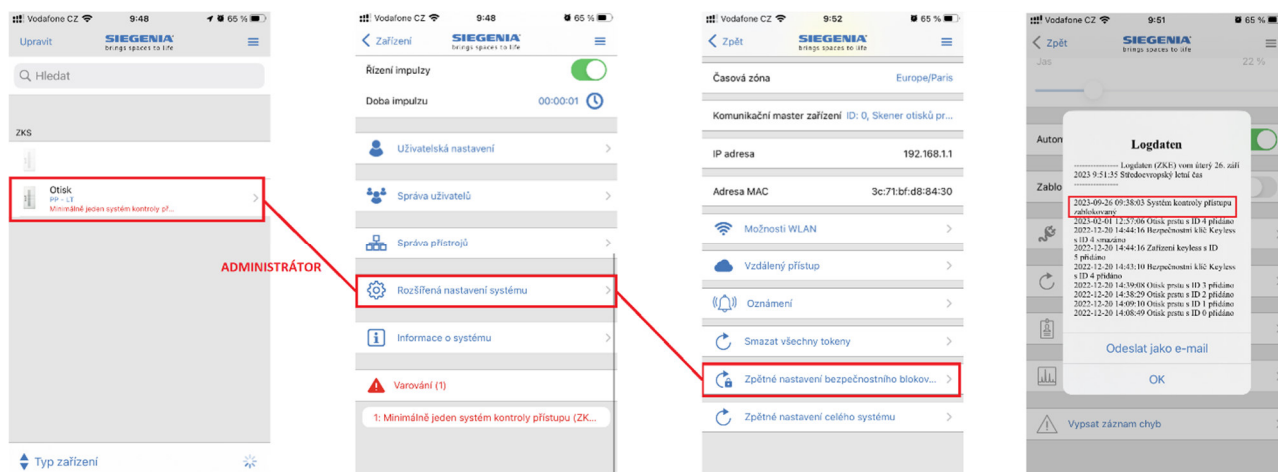 Vodafone CZ 9:48 65 %
Upravit SIEGENIA
brings spaces to life
Hledat
ZKS
Otisk
PP - LT
Minimálně jeden systém kontroly př...
ADMINISTRÁTOR
Vodafone CZ 9:48 65 %
Zařízení SIEGENIA
brings spaces to life
Řízení impulzy
Doba impulzu 00:00:01
Uživatelská nastavení
Správa uživatelů
Správa přístrojů
Rozšířená nastavení systému
Informace o systému
Varování (1)
1: Minimálně jeden systém kontroly přístupu (ZK...
Vodafone CZ 9:52 65 %
Zpět SIEGENIA
brings spaces to life
Časová zóna Europe/Paris
Komunikační master zařízení ID: 0, Skener otisků pr...
IP adresa 192.168.1.1
Adresa MAC 3c:71:bf:d8:84:30
Možnosti WLAN
Vzdálený přístup
Oznámení
Smazat všechny tokeny
Zpětné nastavení bezpečnostního blokov...
Zpětné nastavení celého systému
Vodafone CZ 9:51 65 %
Zpět SIEGENIA
brings spaces to life
Jas 22 %
Auton
Zablo
Logdaten
---------------- Logdaten (ZKE) vom úterý 26. září
2023 9:51:35 Středoevropský letní čas
----------------
2023-09-26 09:38:03 Systém kontroly přístupu
zablokovaný
2023-02-01 12:57:06 Otisk prstu s ID 4 přidáno
2022-12-20 14:44:16 Bezpečnostní klíč Keyless
s ID 4 smazáno
2022-12-20 14:44:16 Zařízení keyless s ID
5 přidáno
2022-12-20 14:43:10 Bezpečnostní klíč Keyless
s ID 4 přidáno
2022-12-20 14:39:08 Otisk prstu s ID 3 přidáno
2022-12-20 14:38:29 Otisk prstu s ID 2 přidáno
2022-12-20 14:09:10 Otisk prstu s ID 1 přidáno
2022-12-20 14:08:49 Otisk prstu s ID 0 přidáno
Odeslat jako e-mail
OK
Vypsat záznam chyb
Typ zařízení